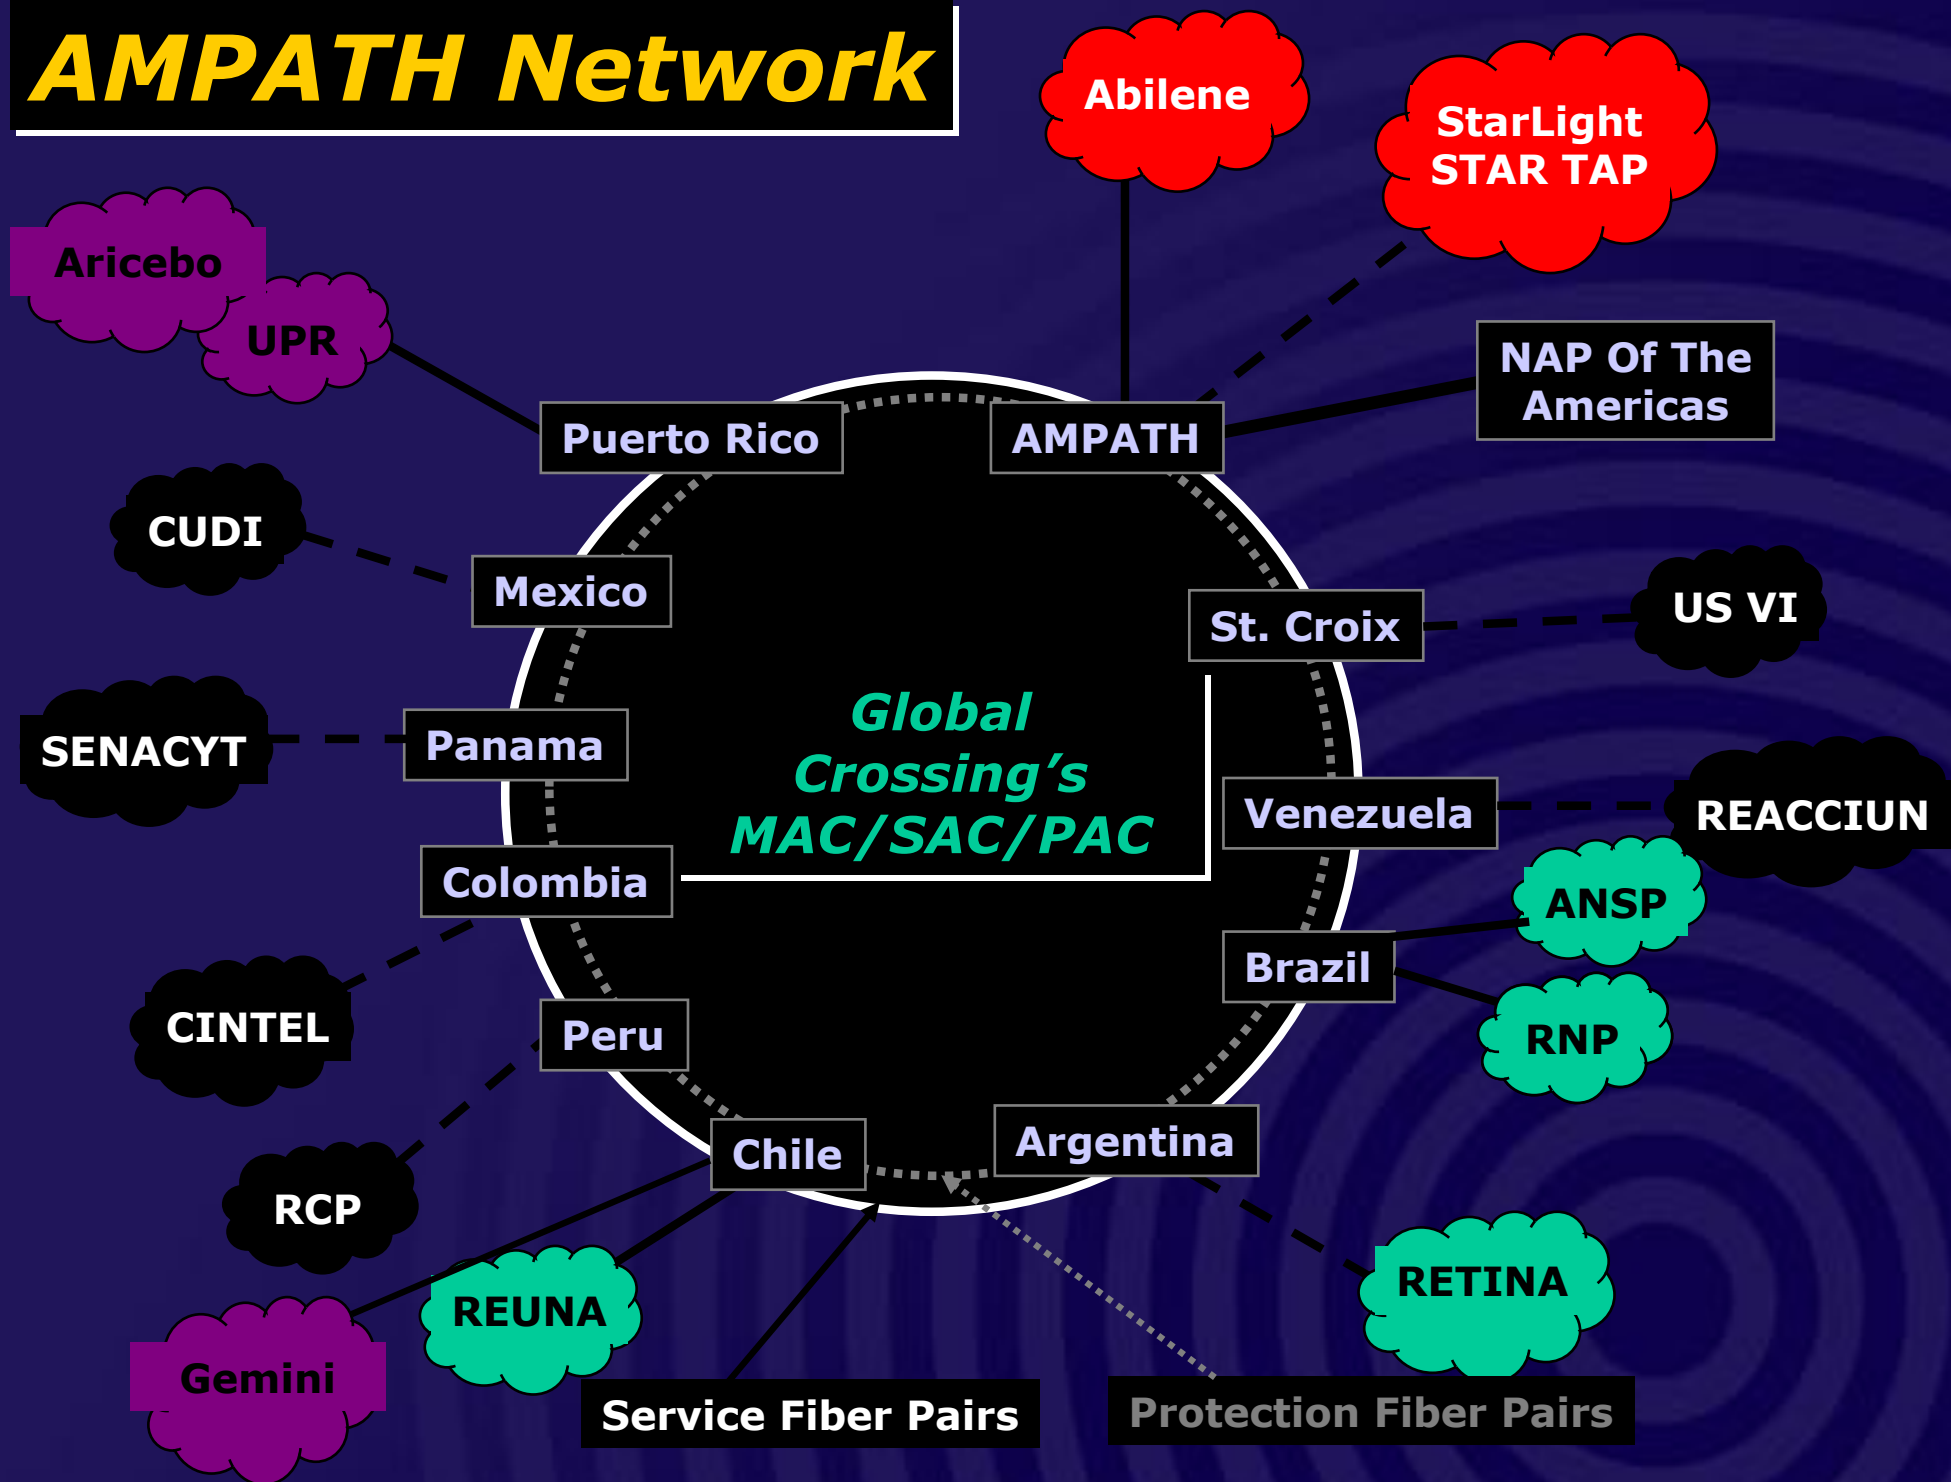 AMPATH Network
Abilene
StarLight
STAR TAP
Aricebo
UPR
NAP Of The
Americas
Puerto Rico
AMPATH
CUDI
Mexico
St. Croix
US VI
SENACYT
Panama
Global
Crossing’s
MAC/SAC/PAC
Venezuela
REACCIUN
Colombia
ANSP
Brazil
CINTEL
Peru
RNP
Chile
Argentina
RCP
REUNA
RETINA
Gemini
Service Fiber Pairs
Protection Fiber Pairs